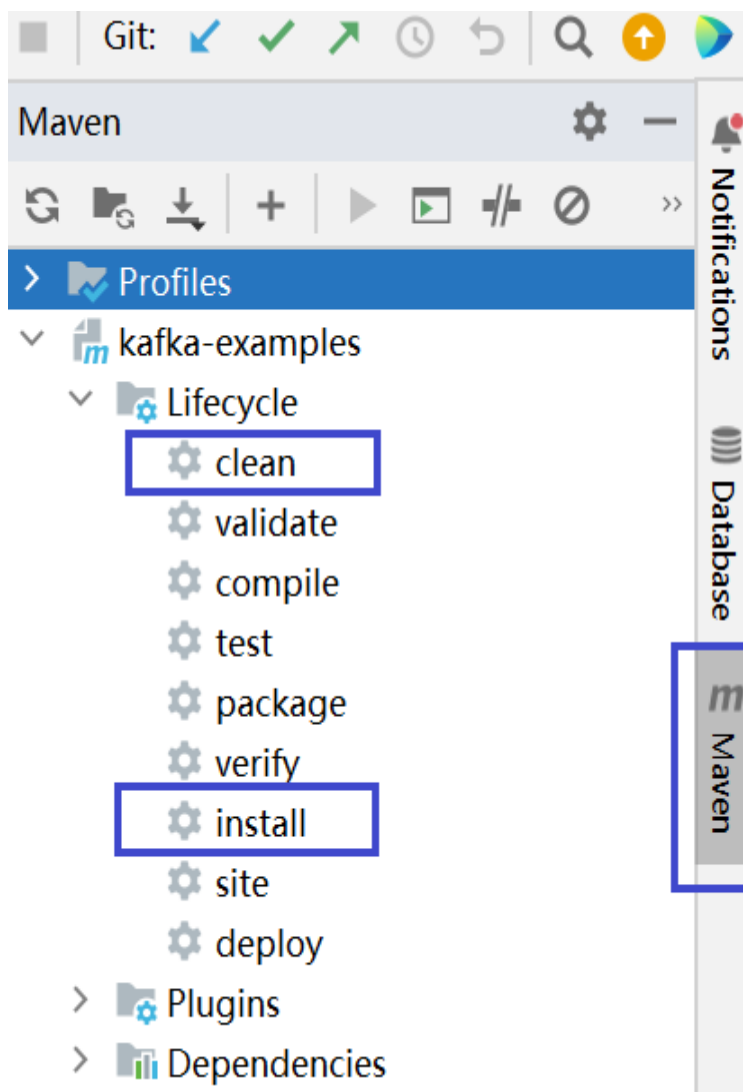 Git:
Maven
Profiles
kafka-examples
Lifecycle
clean
validate
compile
test
package
verify
install
site
deploy
Plugins
Dependencies
Notifications
Database
m Maven